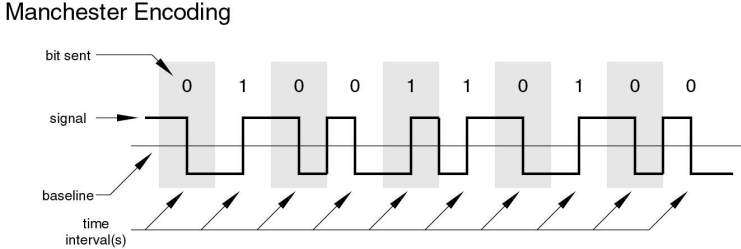 Manchester Encoding
bit sent
0 1 0 0 1 1 0 1 0 0
signal
baseline
time
interval(s)